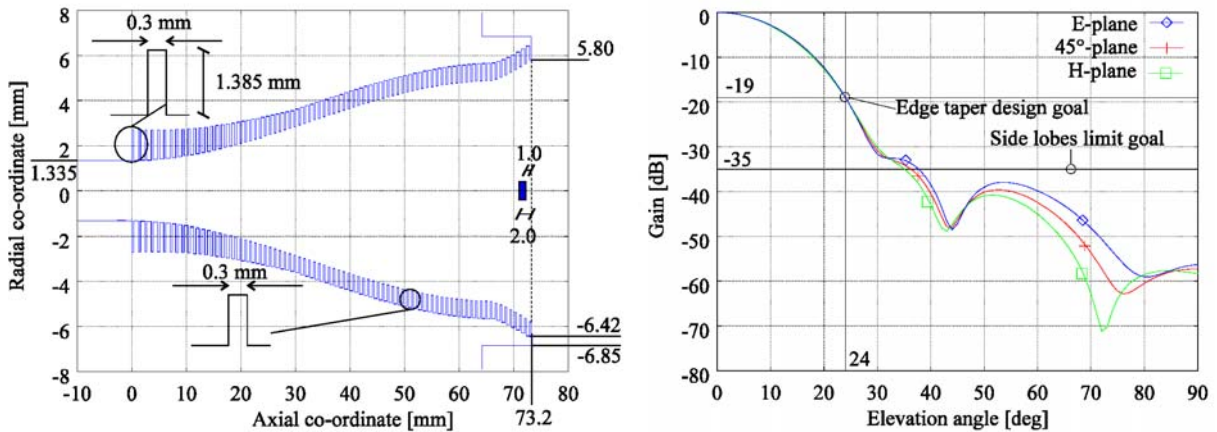 0.3 mm
8
6
4
2
0
-2
-4
-6
-8
Radial co-ordinate [mm]
1.385 mm
5.80
1.335
1.0
2.0
0.3 mm
-6.42
-6.85
-10 0 10 20 30 40 50 60 70 80
Axial co-ordinate [mm]
73.2
0
-10
-19
-20
-30
-35
-40
-50
-60
-70
-80
Gain [dB]
E-plane
45°-plane
H-plane
Edge taper design goal
Side lobes limit goal
24
0 10 20 30 40 50 60 70 80 90
Elevation angle [deg]